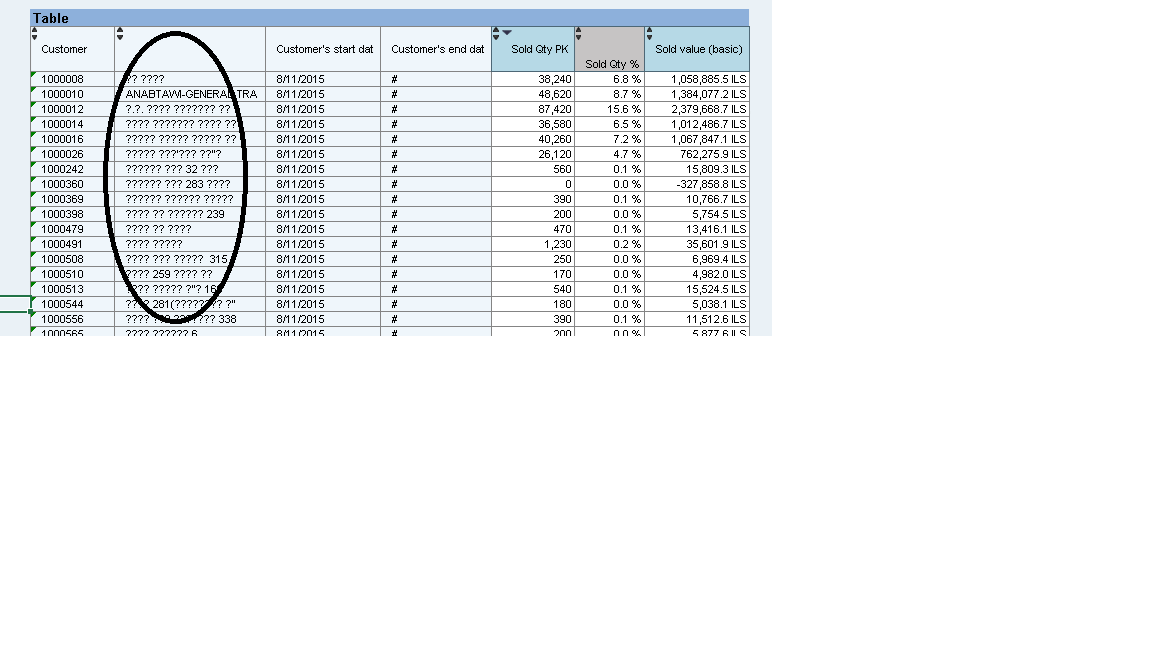 Table
Customer Customer's start dat Customer's end dat Sold Qty PK Sold Qty % Sold value (basic)
1000008 ?? ???? 8/11/2015 # 38,240 6.8 % 1,058,885.5 ILS
1000010 ANABTAWI-GENERAL TRA 8/11/2015 # 48,620 8.7 % 1,384,077.2 ILS
1000012 ?.?. ???? ??????? ?? 8/11/2015 # 87,420 15.6 % 2,379,668.7 ILS
1000014 ???? ??????? ???? ?? 8/11/2015 # 36,580 6.5 % 1,012,486.7 ILS
1000016 ????? ????? ????? ?? 8/11/2015 # 40,260 7.2 % 1,067,847.1 ILS
1000026 ????? ???'??? ??"? 8/11/2015 # 26,120 4.7 % 762,275.9 ILS
1000242 ?????? ??? 32 ??? 8/11/2015 # 560 0.1 % 15,809.3 ILS
1000360 ?????? ??? 283 ???? 8/11/2015 # 0 0.0 % -327,858.8 ILS
1000369 ?????? ?????? ????? 8/11/2015 # 390 0.1 % 10,766.7 ILS
1000398 ???? ?? ?????? 239 8/11/2015 # 200 0.0 % 5,754.5 ILS
1000479 ???? ?? ???? 8/11/2015 # 470 0.1 % 13,416.1 ILS
1000491 ???? ????? 8/11/2015 # 1,230 0.2 % 35,601.9 ILS
1000508 ???? ??? ????? 315 8/11/2015 # 250 0.0 % 6,969.4 ILS
1000510 ???? 259 ???? ?? 8/11/2015 # 170 0.0 % 4,982.0 ILS
1000513 ???? ????? ?"? 8/11/2015 # 540 0.1 % 15,524.5 ILS
1000544 ???? 281(???????? ?" 8/11/2015 # 180 0.0 % 5,038.1 ILS
1000556 ???? 338 8/11/2015 # 390 0.1 % 11,512.6 ILS
1000565 ???? ?????? 6 8/11/2015 # 200 0.0 % 5,877.6 ILS